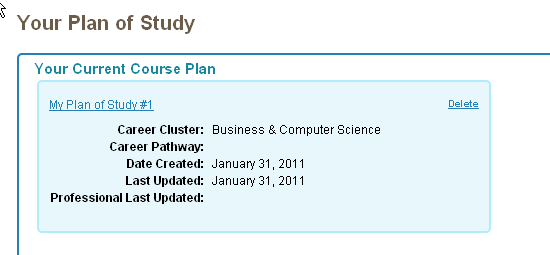 Your Plan of Study
Your Current Course Plan
My Plan of Study #1 Delete
Career Cluster: Business & Computer Science
Career Pathway:
Date Created: January 31, 2011
Last Updated: January 31, 2011
Professional Last Updated: